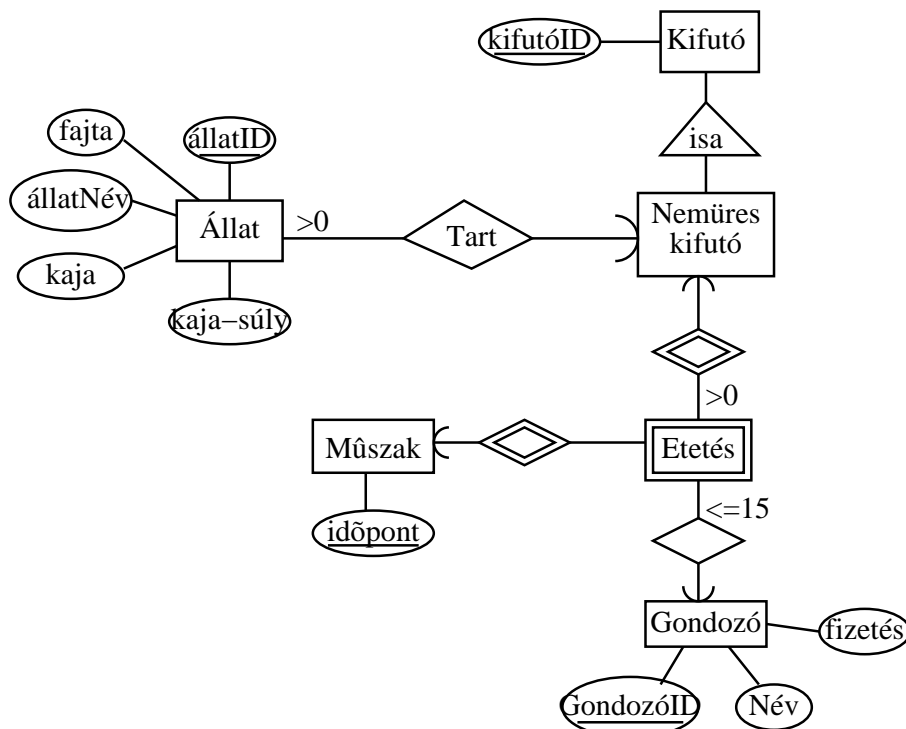 kifutóID
Kifutó
isa
fajta
állatID
állatNév
Állat
>0
Tart
Nemüres
kifutó
kaja
kaja–súly
>0
Mûszak
Etetés
<=15
idõpont
Gondozó
fizetés
GondozóID
Név